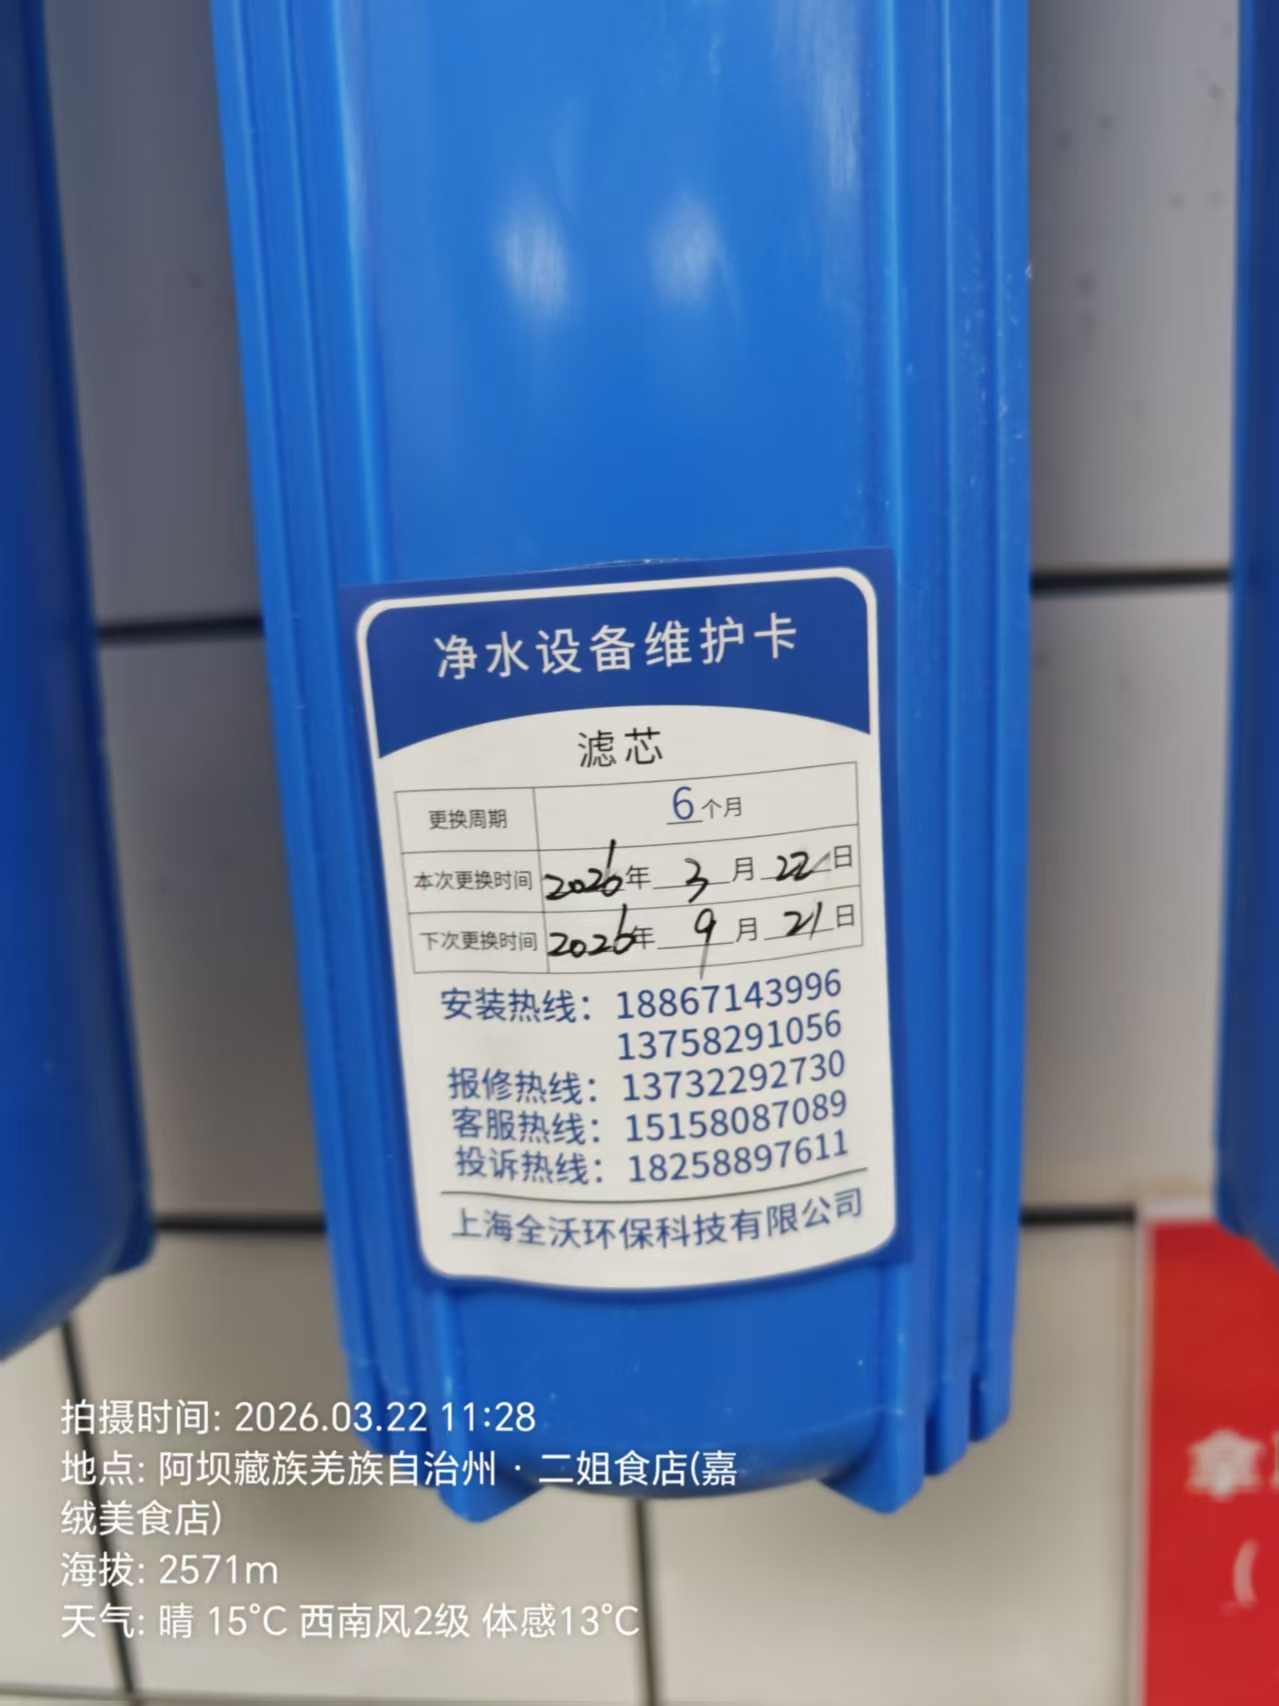 净水设备维护卡
滤芯
更换周期 6个月
本次更换时间 2026年3月22日
下次更换时间 2026年9月21日
安装热线：18867143996
13758291056
报修热线：13732292730
客服热线：15158087089
投诉热线：18258897611
上海全沃环保科技有限公司
拿
(
拍摄时间: 2026.03.22 11:28
地点: 阿坝藏族羌族自治州 · 二姐食店(嘉
绒美食店)
海拔: 2571m
天气: 晴 15°C 西南风2级 体感13°C